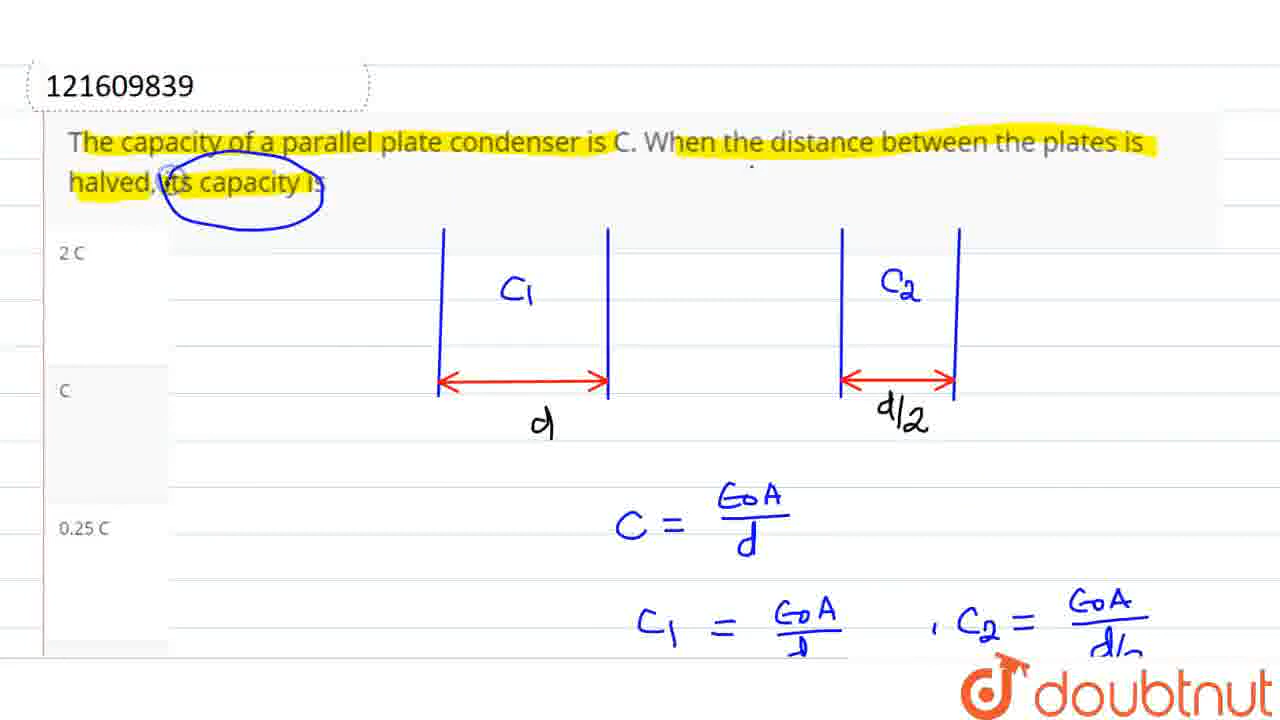 121609839
The capacity of a parallel plate condenser is C. When the distance between the plates is
halved, its capacity is
2 C
C₁
C₂
C
d
d/2
0.25 C
C = ϵ₀A/d
C₁ = ϵ₀A/d , C₂ = ϵ₀A/d/2
doubtnut